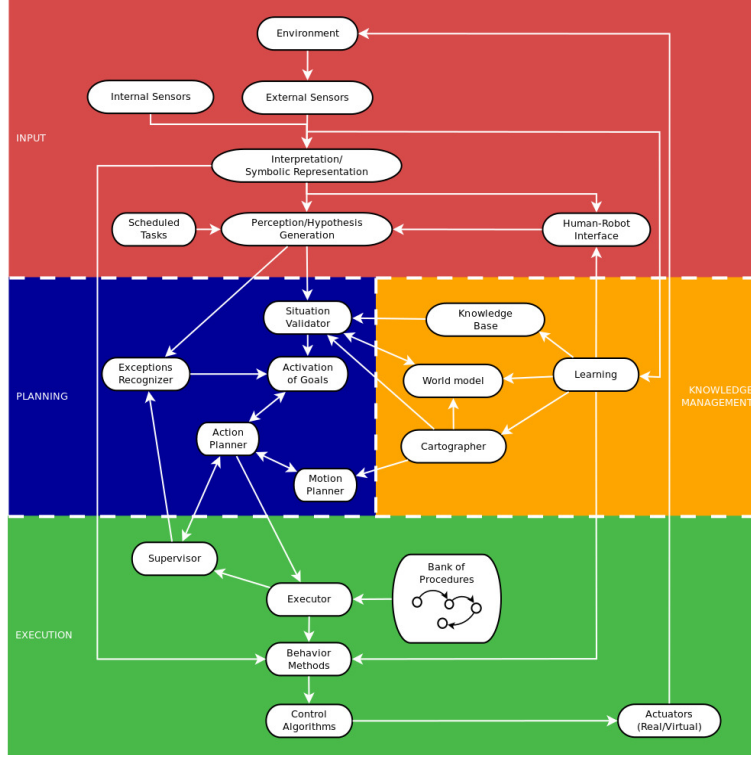 Environment
Internal Sensors
External Sensors
INPUT
Interpretation/
Symbolic Representation
Scheduled
Tasks
Perception/Hypothesis
Generation
Human-Robot
Interface
Situation
Validator
Knowledge
Base
Exceptions
Recognizer
Activation
of Goals
World model
Learning
PLANNING
KNOWLEDGE
MANAGEMENT
Action
Planner
Cartographer
Motion
Planner
Supervisor
Bank of
Procedures
Executor
EXECUTION
Behavior
Methods
Control
Algorithms
Actuators
(Real/Virtual)